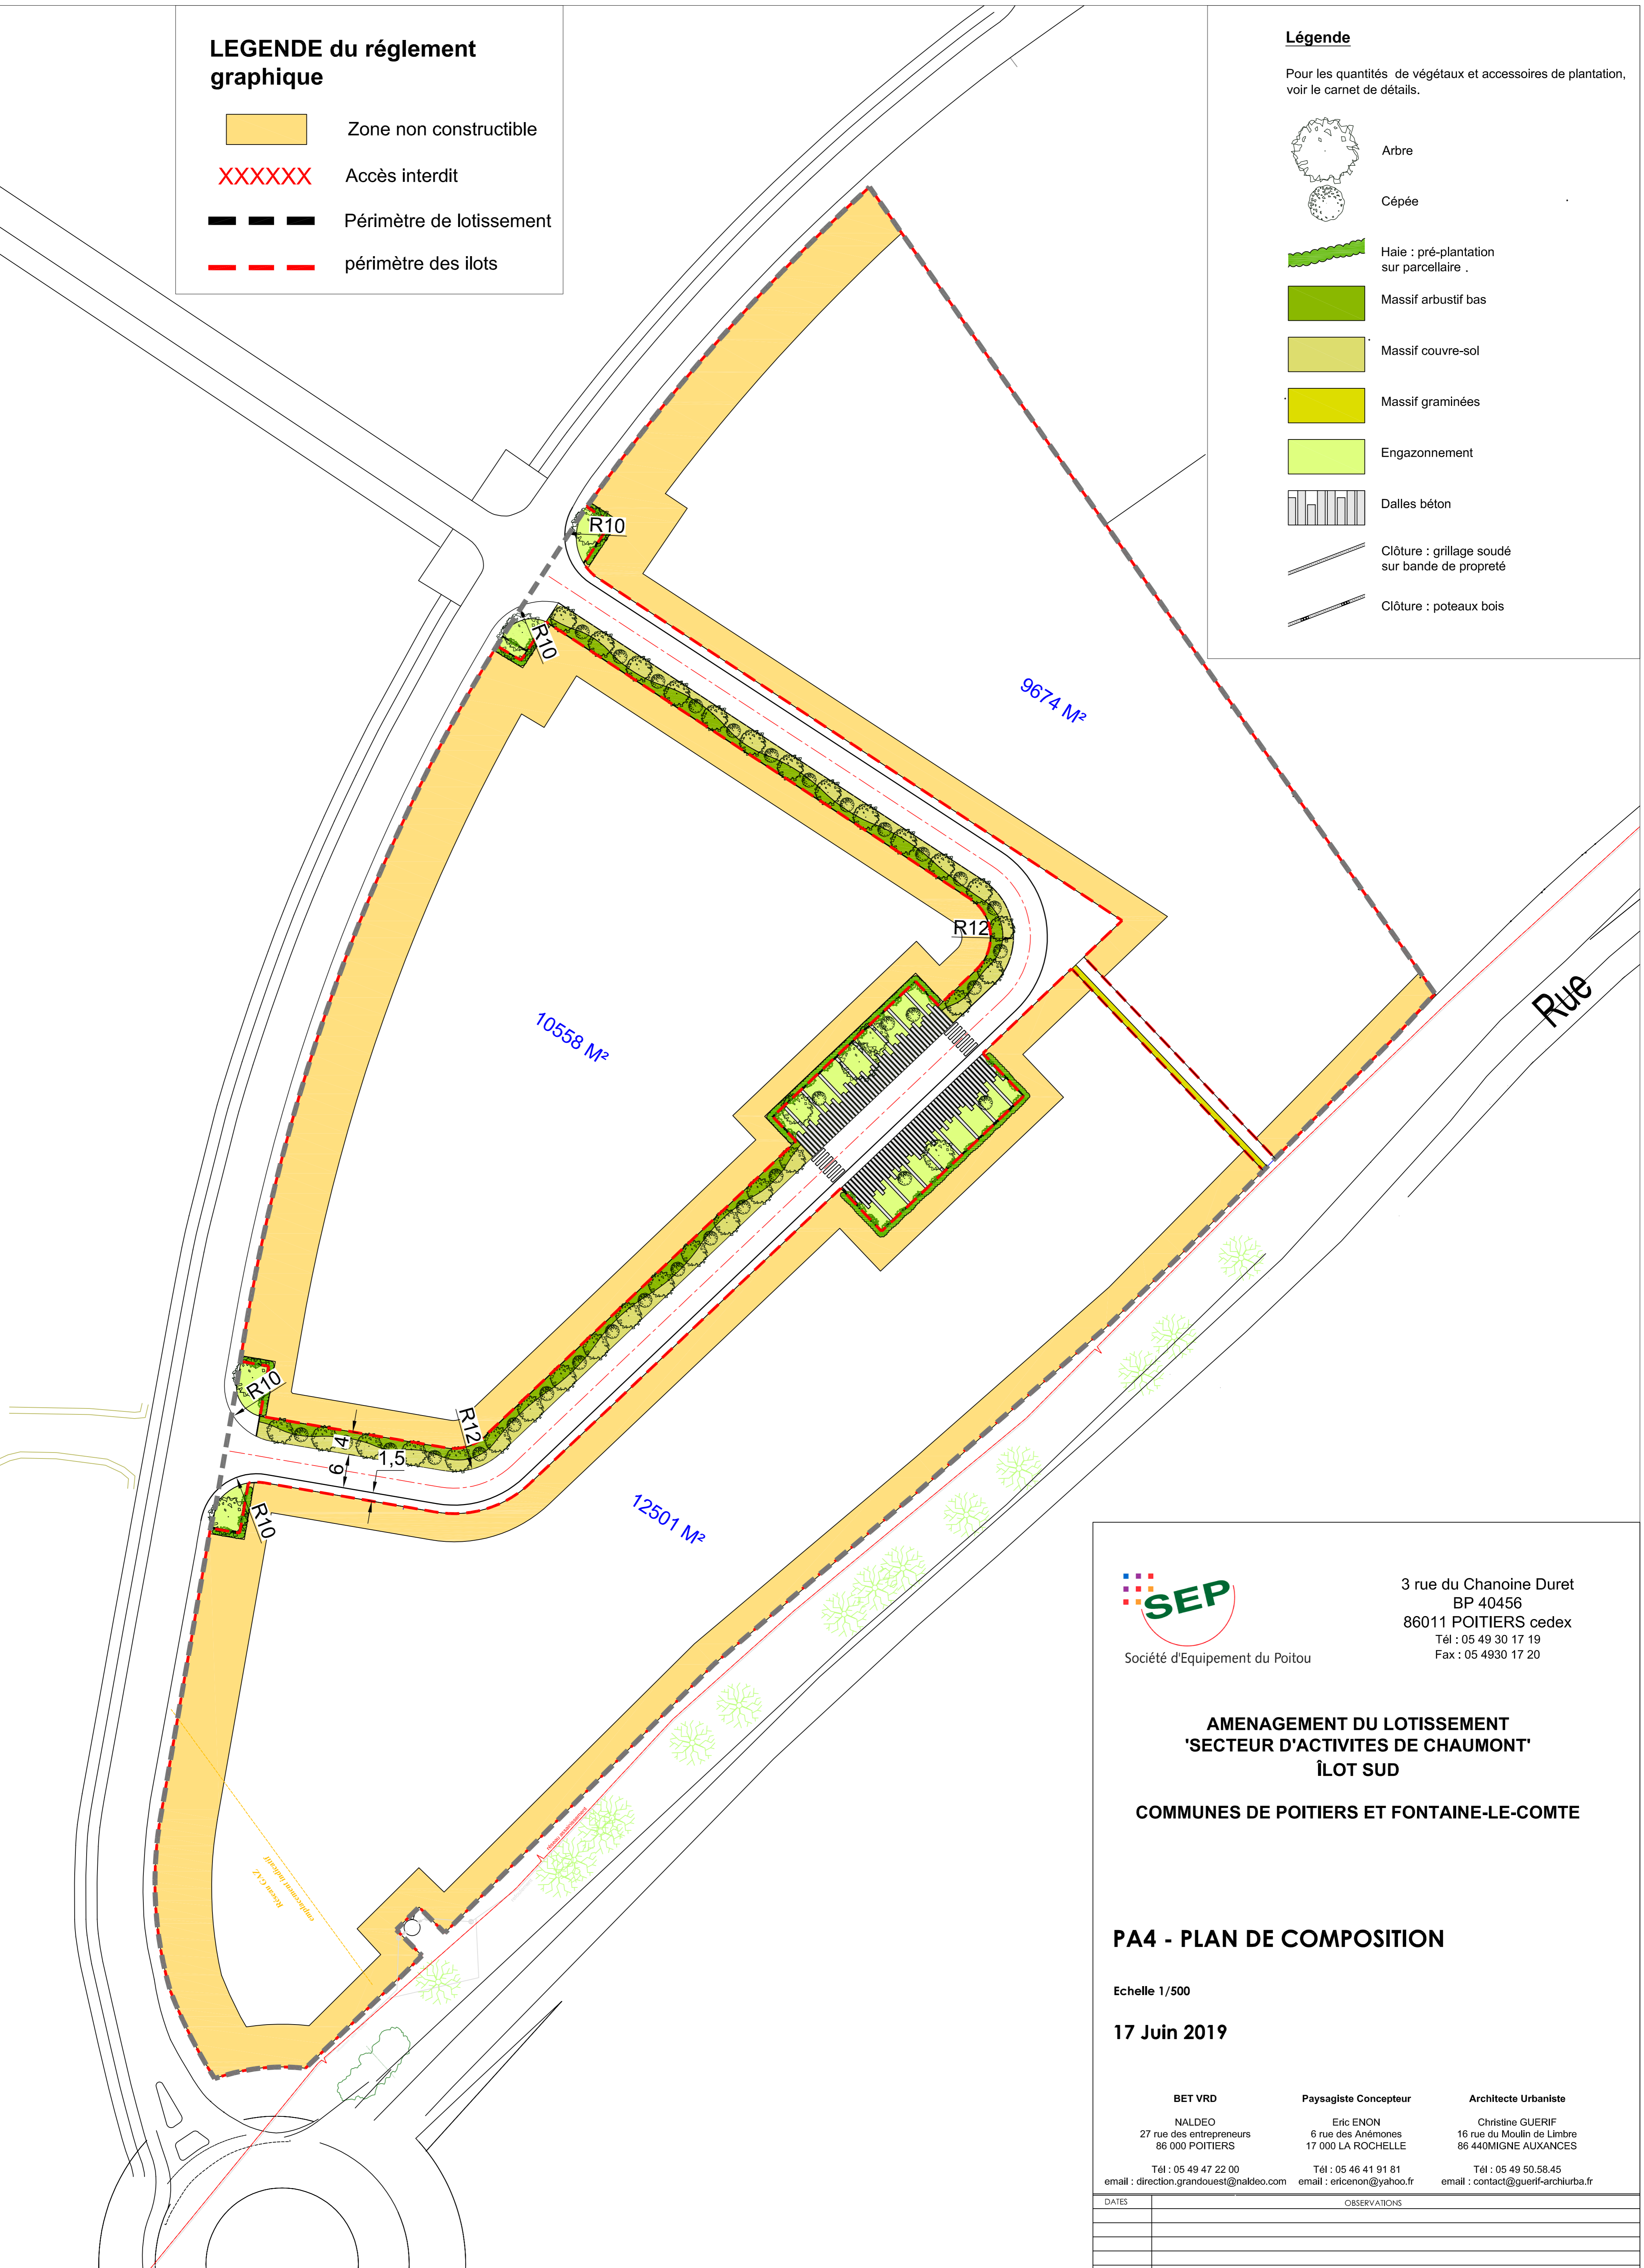 LEGENDE du réglement
graphique
Zone non constructible
XXXXXX Accès interdit
Périmètre de lotissement
périmètre des ilots
Légende
Pour les quantités de végétaux et accessoires de plantation,
voir le carnet de détails.
Arbre
Cépée
Haie : pré-plantation
sur parcellaire .
Massif arbustif bas
Massif couvre-sol
Massif graminées
Engazonnement
Dalles béton
Clôture : grillage soudé
sur bande de propreté
Clôture : poteaux bois
R10
R10
9674 M²
R12
Rue
10558 M²
R10
R12
4
1,5
6
R10
12501 M²
réseau assainissement
Réseau GAZ
emplacement indicatif
SEP
Société d'Equipement du Poitou
3 rue du Chanoine Duret
BP 40456
86011 POITIERS cedex
Tél : 05 49 30 17 19
Fax : 05 4930 17 20
AMENAGEMENT DU LOTISSEMENT
'SECTEUR D'ACTIVITES DE CHAUMONT'
ÎLOT SUD
COMMUNES DE POITIERS ET FONTAINE-LE-COMTE
PA4 - PLAN DE COMPOSITION
Echelle 1/500
17 Juin 2019
BET VRD
NALDEO
27 rue des entrepreneurs
86 000 POITIERS
Tél : 05 49 47 22 00
email : direction.grandouest@naldeo.com
Paysagiste Concepteur
Eric ENON
6 rue des Anémones
17 000 LA ROCHELLE
Tél : 05 46 41 91 81
email : ericenon@yahoo.fr
Architecte Urbaniste
Christine GUERIF
16 rue du Moulin de Limbre
86 440MIGNE AUXANCES
Tél : 05 49 50.58.45
email : contact@guerif-archiurba.fr
DATES OBSERVATIONS